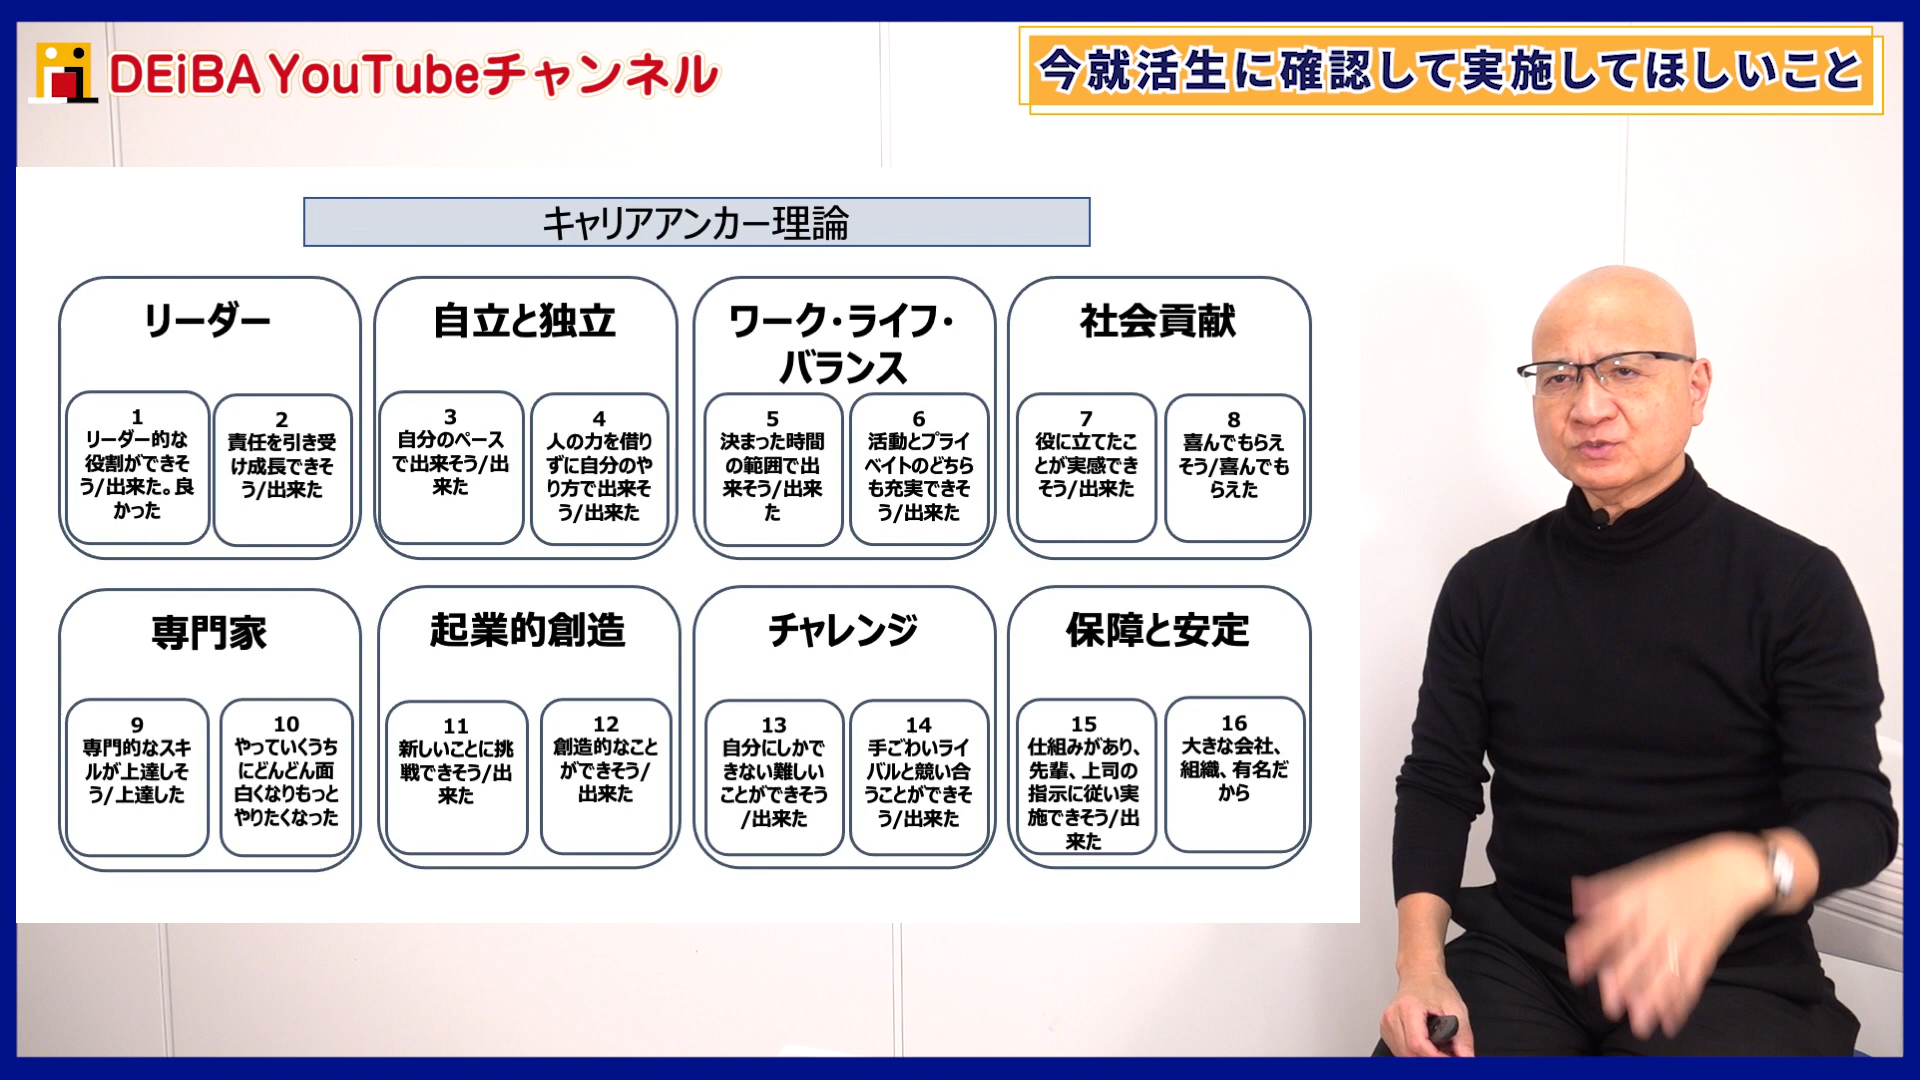 DEiBA YouTubeチャンネル
今就活生に確認して実施してほしいこと
キャリアアンカー理論
リーダー
1
リーダー的な
役割ができそ
う/出来た。良
かった
2
責任を引き受
け成長できそ
う/出来た
自立と独立
3
自分のペース
で出来そう/出
来た
4
人の力を借り
ずに自分のや
り方で出来そ
う/出来た
ワーク・ライフ・
バランス
5
決まった時間
の範囲で出
来そう/出来
た
6
活動とプライ
ベイトのどちら
も充実できそ
う/出来た
社会貢献
7
役に立てたこ
とが実感でき
そう/出来た
8
喜んでもらえ
そう/喜んでも
らえた
専門家
9
専門的なスキ
ルが上達しそ
う/上達した
10
やっていくうち
にどんどん面
白くなりもっと
やりたくなった
起業的創造
11
新しいことに挑
戦できそう/出
来た
12
創造的なこと
ができそう/
出来た
チャレンジ
13
自分にしかで
きない難しい
ことができそう
/出来た
14
手ごわいライ
バルと競い合
うことができそ
う/出来た
保障と安定
15
仕組みがあり、
先輩、上司の
指示に従い実
施できそう/出
来た
16
大きな会社、
組織、有名だ
から